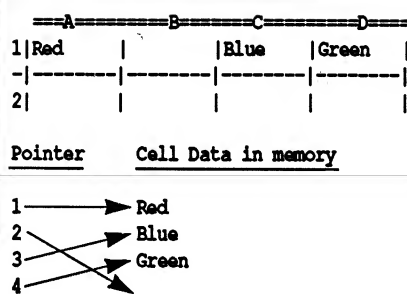 ===A=========B=======C=========D====
1|Red | |Blue |Green |
-|--------|--------|--------|--------|
2| | | | |
Pointer Cell Data in memory
1 Red
2 Blue
3 Green
4